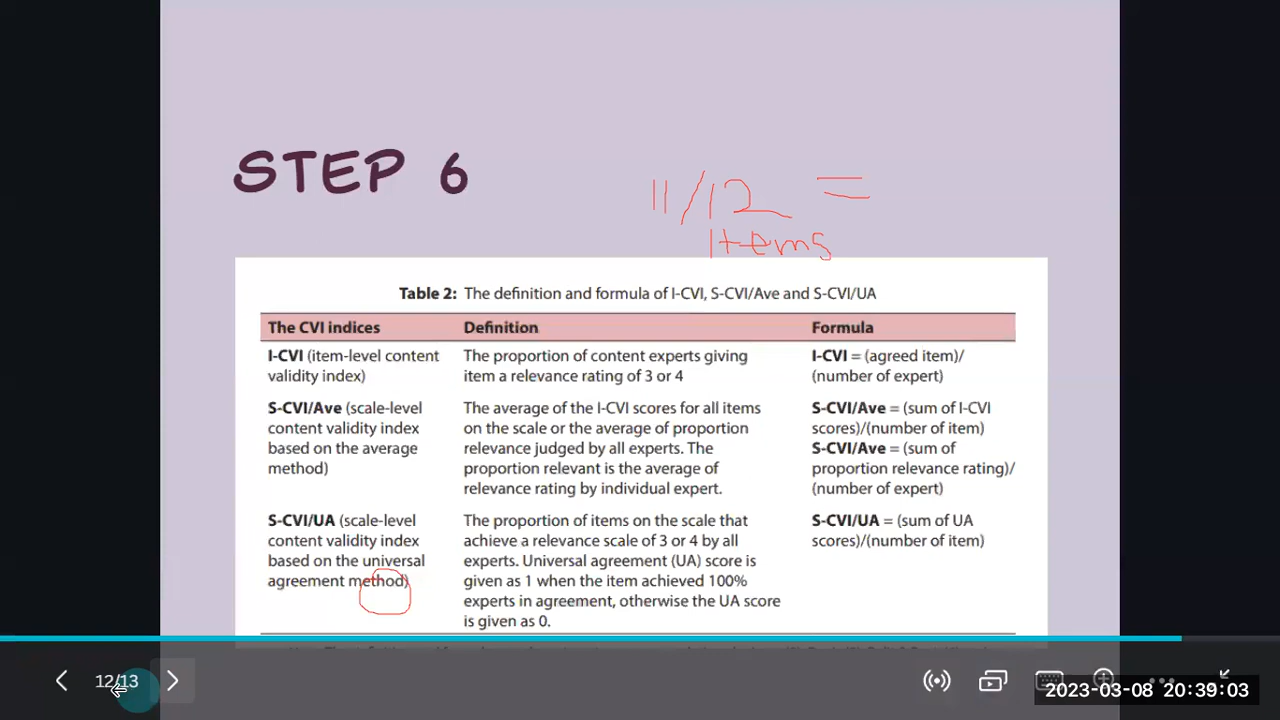 STEP 6
11/12 =
Items
Table 2: The definition and formula of I-CVI, S-CVI/Ave and S-CVI/UA
The CVI indices Definition Formula
I-CVI (item-level content The proportion of content experts giving I-CVI = (agreed item)/
validity index) item a relevance rating of 3 or 4 (number of expert)
S-CVI/Ave (scale-level The average of the I-CVI scores for all items S-CVI/Ave = (sum of I-CVI
content validity index on the scale or the average of proportion scores)/(number of item)
based on the average relevance judged by all experts. The S-CVI/Ave = (sum of
method) proportion relevant is the average of proportion relevance rating)/
relevance rating by individual expert. (number of expert)
S-CVI/UA (scale-level The proportion of items on the scale that S-CVI/UA = (sum of UA
content validity index achieve a relevance scale of 3 or 4 by all scores)/(number of item)
based on the universal experts. Universal agreement (UA) score is
agreement method) given as 1 when the item achieved 100%
experts in agreement, otherwise the UA score
is given as 0.
12/13
2023-03-08 20:39:03